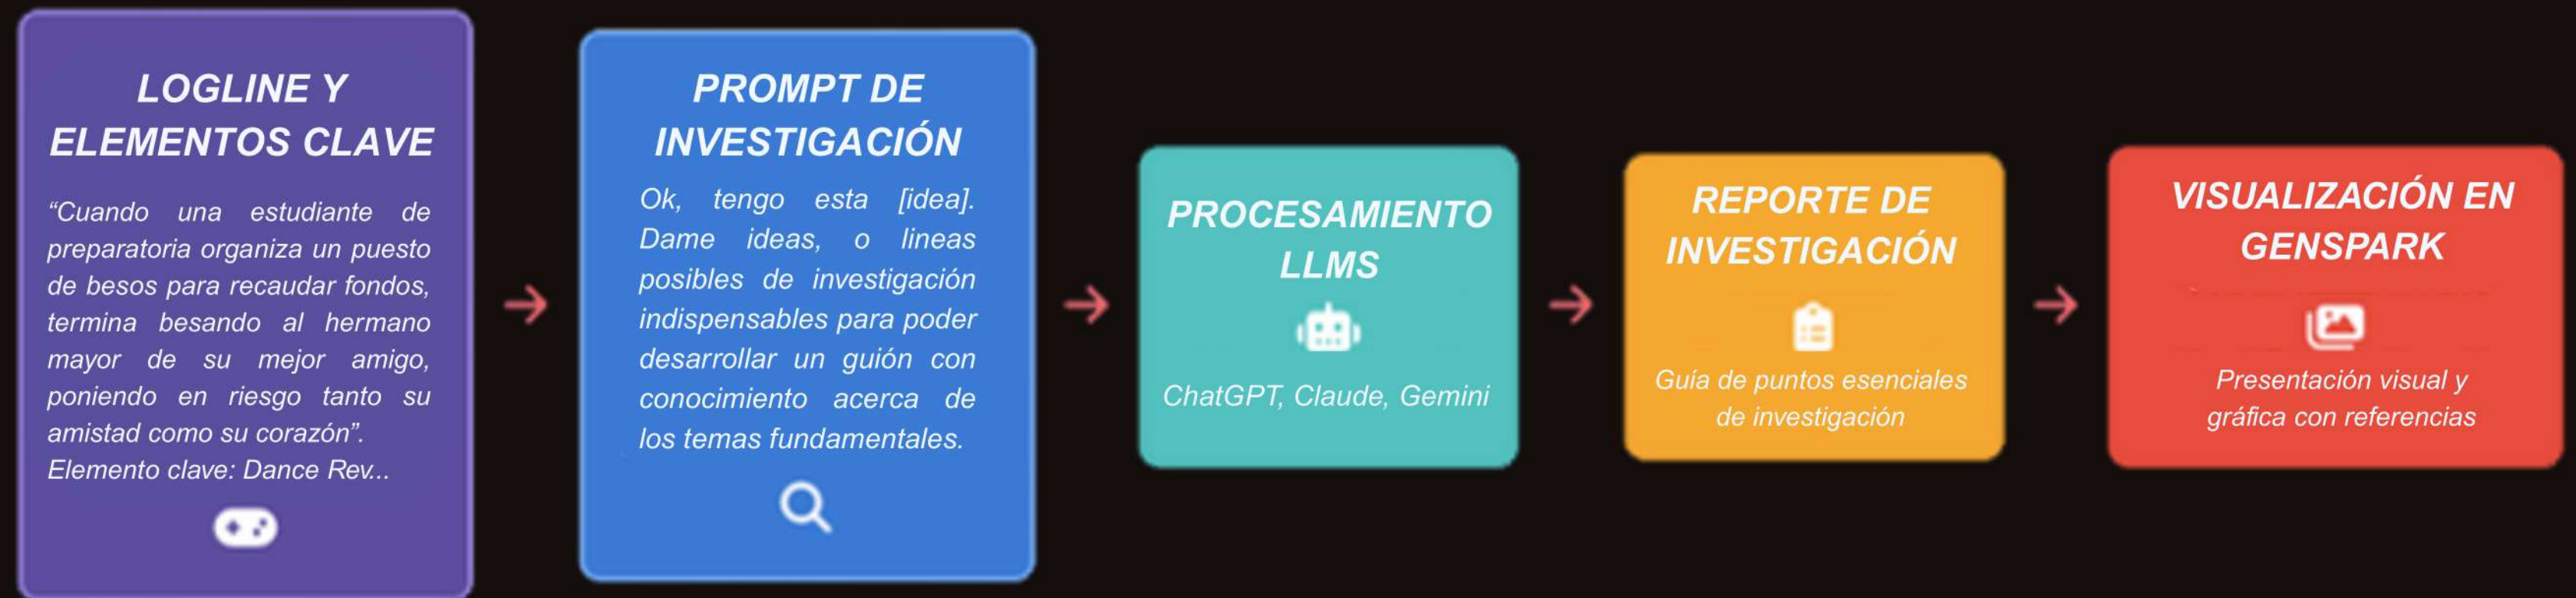 LOGLINE Y
ELEMENTOS CLAVE
“Cuando una estudiante de
preparatoria organiza un puesto
de besos para recaudar fondos,
termina besando al hermano
mayor de su mejor amigo,
poniendo en riesgo tanto su
amistad como su corazón”.
Elemento clave: Dance Rev...
PROMPT DE
INVESTIGACIÓN
Ok, tengo esta [idea].
Dame ideas, o lineas
posibles de investigación
indispensables para poder
desarrollar un guión con
conocimiento acerca de
los temas fundamentales.
PROCESAMIENTO
LLMS
ChatGPT, Claude, Gemini
REPORTE DE
INVESTIGACIÓN
Guía de puntos esenciales
de investigación
VISUALIZACIÓN EN
GENSPARK
Presentación visual y
gráfica con referencias